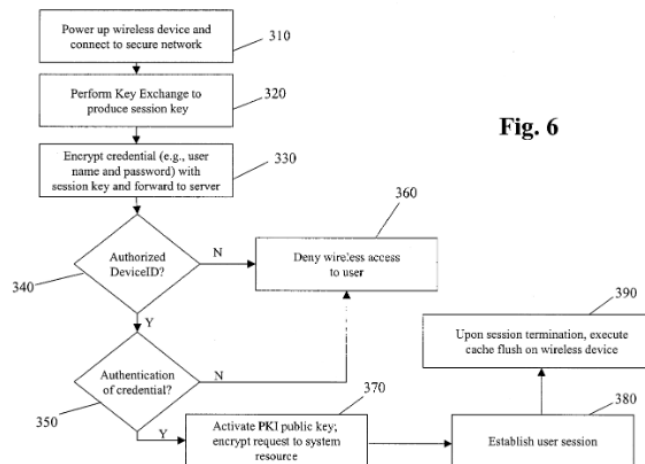 Power up wireless device and
connect to secure network
310
Perform Key Exchange to
produce session key
320
Fig. 6
Encrypt credential (e.g., user
name and password) with
session key and forward to server
330
360
Authorized
DeviceID?
N
Deny wireless access
to user
340
Y
390
Upon session termination, execute
cache flush on wireless device
Authentication
of credential?
N
350
370
380
Y
Activate PKI public key;
encrypt request to system
resource
Establish user session